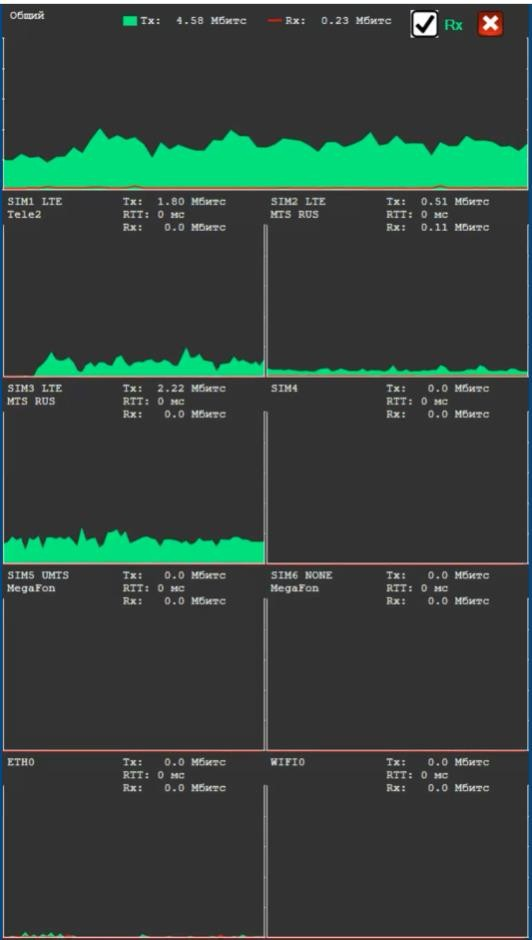 Общий Tx: 4.58 Мбитс Rx: 0.23 Мбитс Rx
SIM1 LTE Tx: 1.80 Мбитс
Tele2 RTT: 0 мс
Rx: 0.0 Мбитс
SIM2 LTE Tx: 0.51 Мбитс
MTS RUS RTT: 0 мс
Rx: 0.11 Мбитс
SIM3 LTE Tx: 2.22 Мбитс
MTS RUS RTT: 0 мс
Rx: 0.0 Мбитс
SIM4 Tx: 0.0 Мбитс
RTT: 0 мс
Rx: 0.0 Мбитс
SIM5 UMTS Tx: 0.0 Мбитс
MegaFon RTT: 0 мс
Rx: 0.0 Мбитс
SIM6 NONE Tx: 0.0 Мбитс
MegaFon RTT: 0 мс
Rx: 0.0 Мбитс
ETH0 Tx: 0.0 Мбитс
RTT: 0 мс
Rx: 0.0 Мбитс
WIFI0 Tx: 0.0 Мбитс
RTT: 0 мс
Rx: 0.0 Мбитс